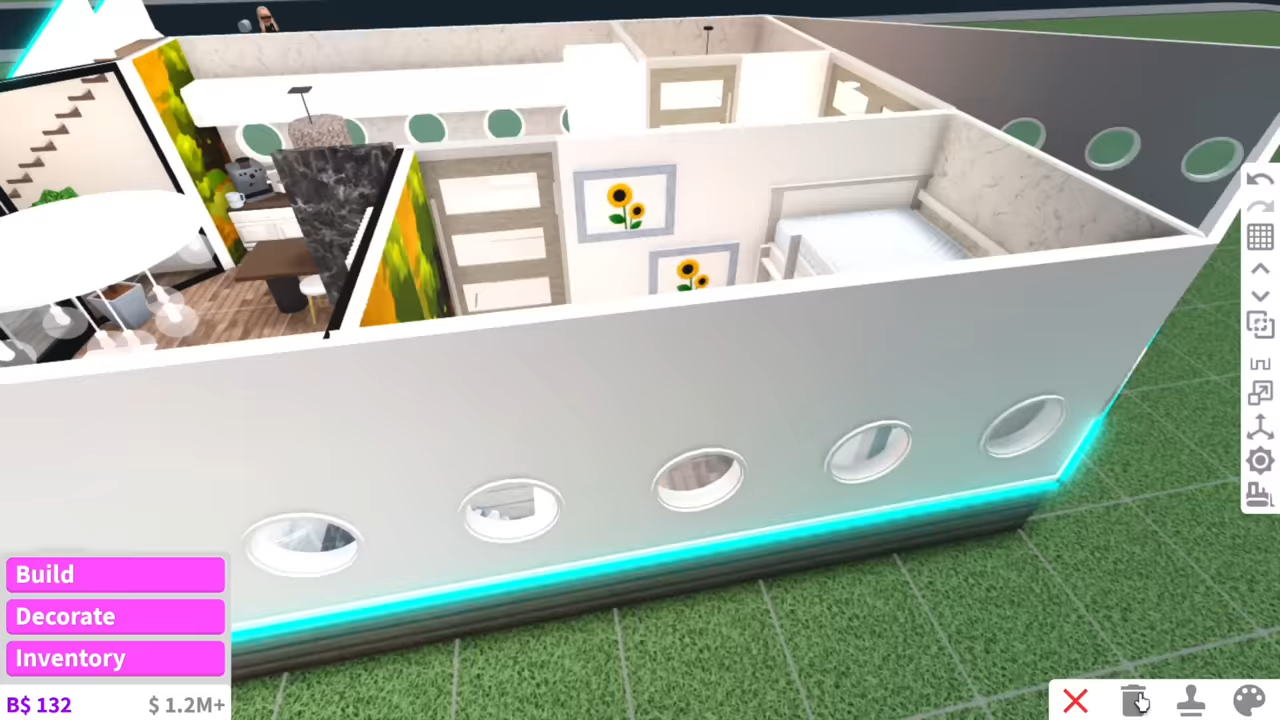 Build
Decorate
Inventory
B$ 132
$ 1.2M+